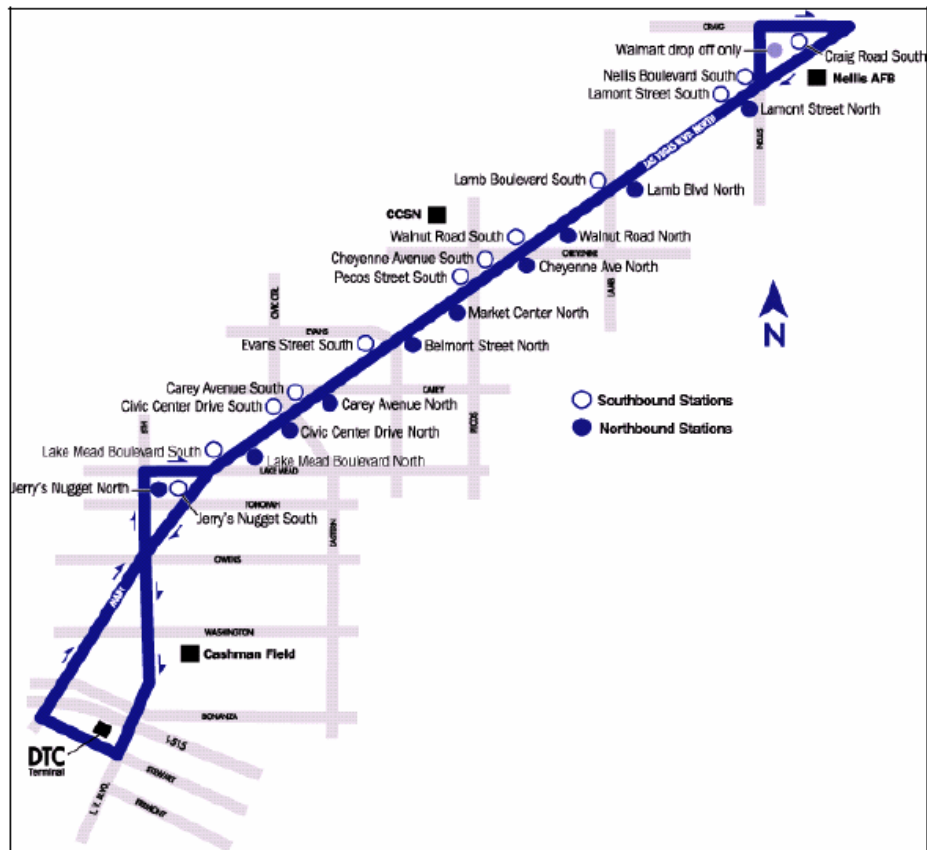 CRAIG
Walmart drop off only
Craig Road South
Nellis Boulevard South
Nellis AFB
Lamont Street South
Lamont Street North
NELLIS
LAS VEGAS BLVD. NORTH
Lamb Boulevard South
Lamb Blvd North
CCSN
Walnut Road South
Walnut Road North
Cheyenne Avenue South
CHEYENNE
Cheyenne Ave North
Pecos Street South
LAMB
CIVIC CTR.
Market Center North
N
EVANS
Evans Street South
Belmont Street North
Carey Avenue South
CAREY
Civic Center Drive South
Carey Avenue North
Southbound Stations
PECOS
Northbound Stations
5TH
Civic Center Drive North
Lake Mead Boulevard South
Lake Mead Boulevard North
LAKE MEAD
Jerry's Nugget North
TONOPAH
Jerry's Nugget South
EASTERN
OWENS
MAIN
WASHINGTON
Cashman Field
BONANZA
DTC
Terminal
I-515
STEWART
L.V. BLVD.
FREMONT